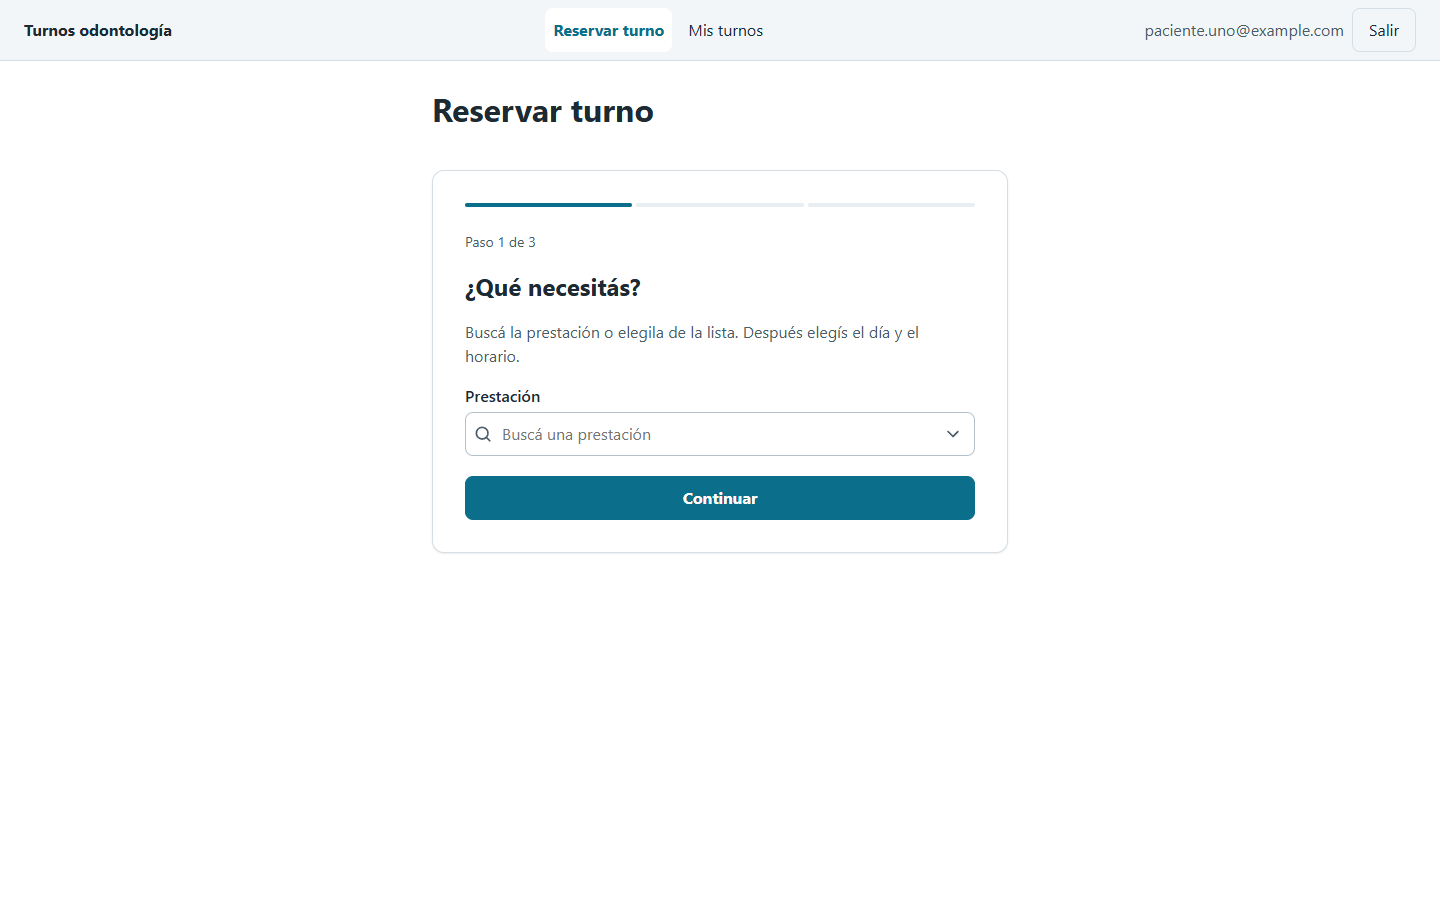 Turnos odontología
Reservar turno
Mis turnos
paciente.uno@example.com
Salir
Reservar turno
Paso 1 de 3
¿Qué necesitás?
Buscá la prestación o elegila de la lista. Después elegís el día y el
horario.
Prestación
Buscá una prestación
Continuar